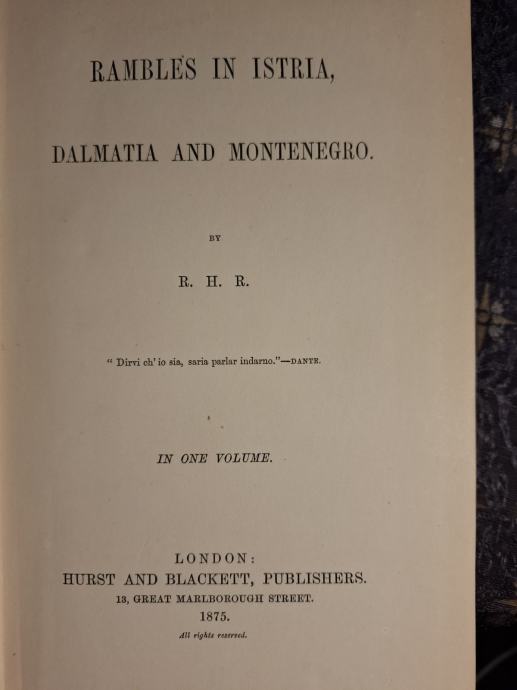 RAMBLES IN ISTRIA,
DALMATIA AND MONTENEGRO.
BY
R. H. R.
“ Dirvi ch' io sia, saria parlar indarno.”—DANTE.
IN ONE VOLUME.
LONDON:
HURST AND BLACKETT, PUBLISHERS.
13, GREAT MARLBOROUGH STREET.
1875.
All rights reserved.